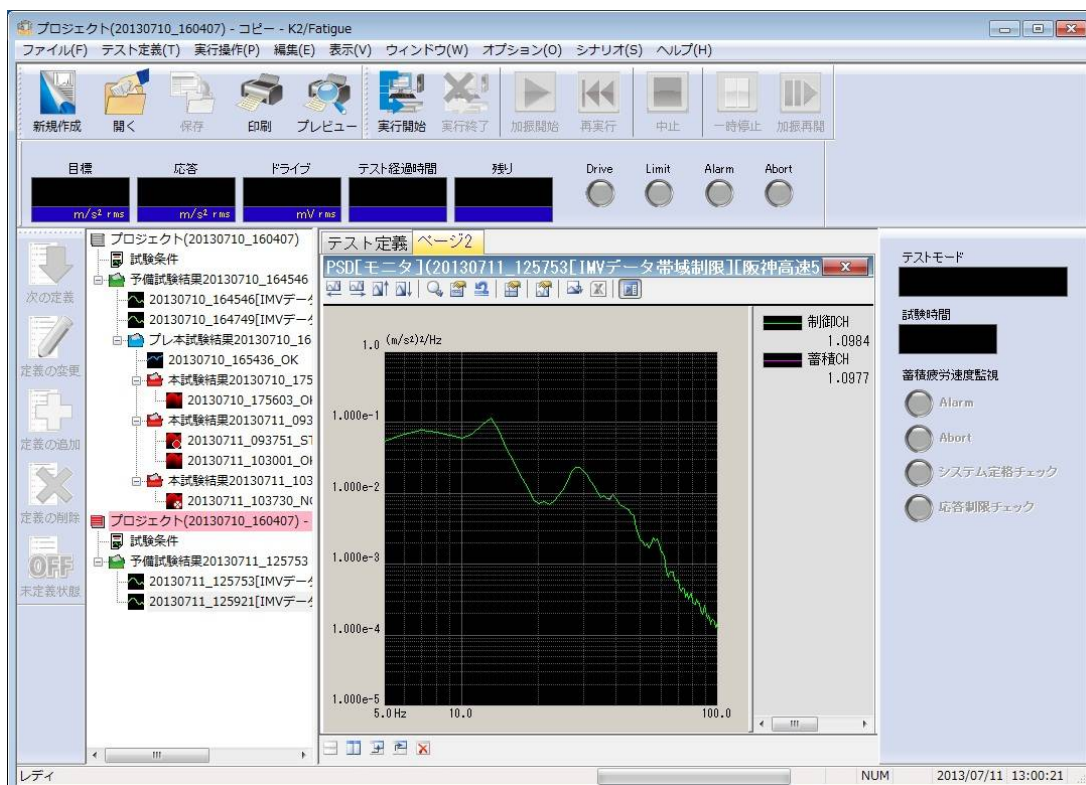 プロジェクト(20130710_160407) - コピー - K2/Fatigue
ファイル(F) テスト定義(T) 実行操作(P) 編集(E) 表示(V) ウィンドウ(W) オプション(O) シナリオ(S) ヘルプ(H)
新規作成 開く 保存 印刷 プレビュー 実行開始 実行終了 加振開始 再実行 中止 一時停止 加振再開
目標 応答 ドライブ テスト経過時間 残り Drive Limit Alarm Abort
m/s² rms m/s² rms mV rms
次の定義
定義の変更
定義の追加
定義の削除
OFF
未定義状態
プロジェクト(20130710_160407)
試験条件
予備試験結果20130710_164546
20130710_164546[IMVデータ
20130710_164749[IMVデー
プレ本試験結果20130710_16
20130710_165436_OK
本試験結果20130710_175
20130710_175603_OK
本試験結果20130711_093
20130711_093751_ST
20130711_103001_OK
本試験結果20130711_103
20130711_103730_NG
プロジェクト(20130710_160407) -
試験条件
予備試験結果20130711_125753
20130711_125753[IMVデー
20130711_125921[IMVデー
テスト定義 ページ2
PSD[モニタ](20130711_125753[IMVデータ帯域制限][阪神高速5
1.0 (m/s²)²/Hz
1.000e-1
1.000e-2
1.000e-3
1.000e-4
1.000e-5
5.0 Hz 10.0 100.0
制御CH
1.0984
蓄積CH
1.0977
テストモード
試験時間
蓄積疲労速度監視
Alarm
Abort
システム定格チェック
応答制限チェック
レディ NUM 2013/07/11 13:00:21